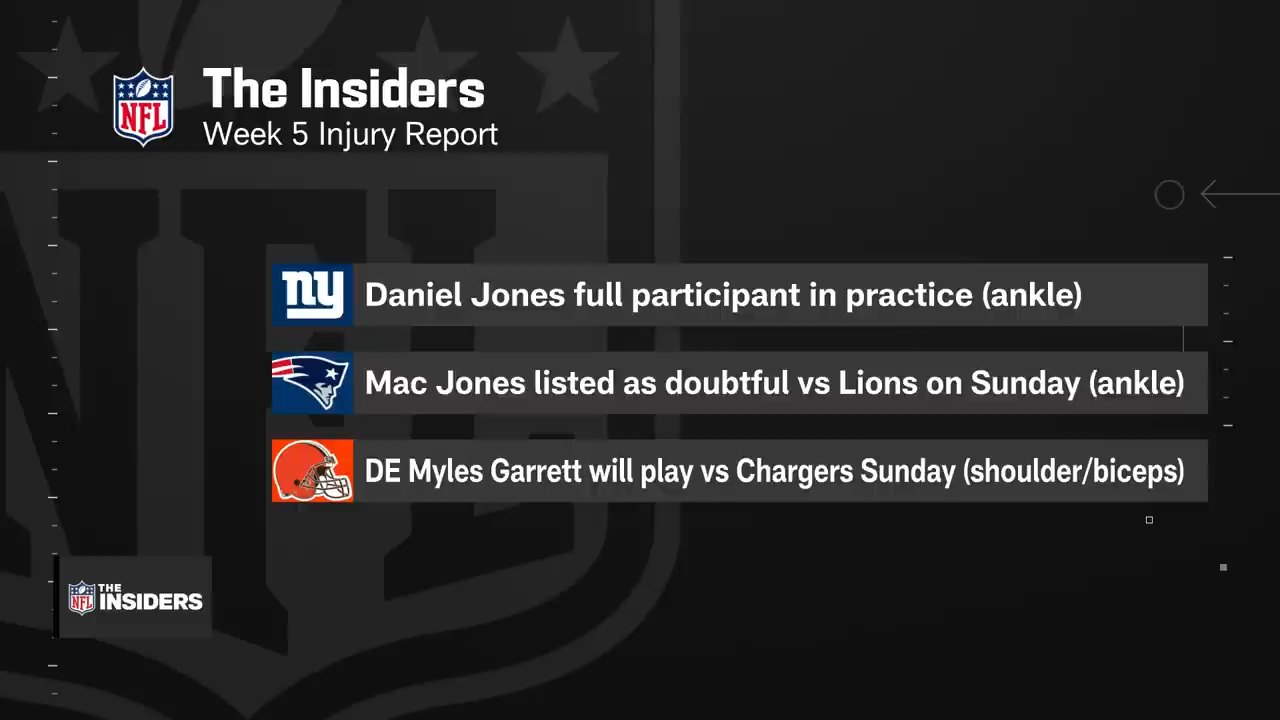 NFL
The Insiders
Week 5 Injury Report
ny
Daniel Jones full participant in practice (ankle)
Mac Jones listed as doubtful vs Lions on Sunday (ankle)
DE Myles Garrett will play vs Chargers Sunday (shoulder/biceps)
NFL
THE
INSIDERS
NFL